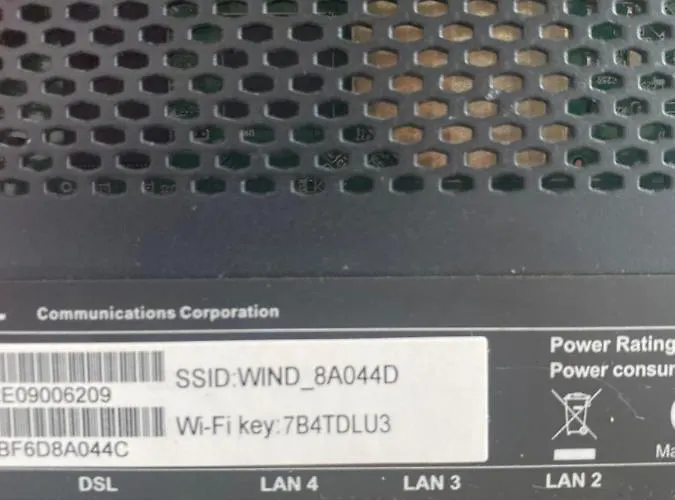 Communications Corporation
Power Rating
SSID:WIND_8A044D
E09006209
Power consu
Wi-Fi key:7B4TDLU3
BF6D8A044C
Ma
DSL
LAN 4
LAN 3
LAN 2